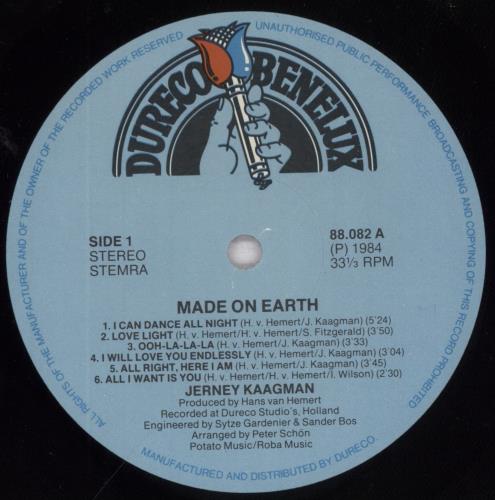 DURECO BENELUX
ALL RIGHTS OF THE MANUFACTURER AND OF THE OWNER OF THE RECORDED WORK RESERVED
UNAUTHORISED PUBLIC PERFORMANCE BROADCASTING AND COPYING OF THIS RECORD PROHIBITED
SIDE 1
STEREO
STEMRA
88.082 A
(P) 1984
33⅓ RPM
MADE ON EARTH
1. I CAN DANCE ALL NIGHT (H. v. Hemert/J. Kaagman) (5'24)
2. LOVE LIGHT (H. v. Hemert/H. v. Hemert/S. Fitzgerald) (3'50)
3. OOH-LA-LA-LA (H. v. Hemert/J. Kaagman) (3'33)
4. I WILL LOVE YOU ENDLESSLY (H. v. Hemert/J. Kaagman) (3'04)
5. ALL RIGHT, HERE I AM (H. v. Hemert/J. Kaagman) (3'45)
6. ALL I WANT IS YOU (H. v. Hemert/H. v. Hemert/I. Wilson) (2'30)
JERNEY KAAGMAN
Produced by Hans van Hemert
Recorded at Dureco Studio's, Holland
Engineered by Sytze Gardenier & Sander Bos
Arranged by Peter Schön
Potato Music/Roba Music
MANUFACTURED AND DISTRIBUTED BY DURECO.